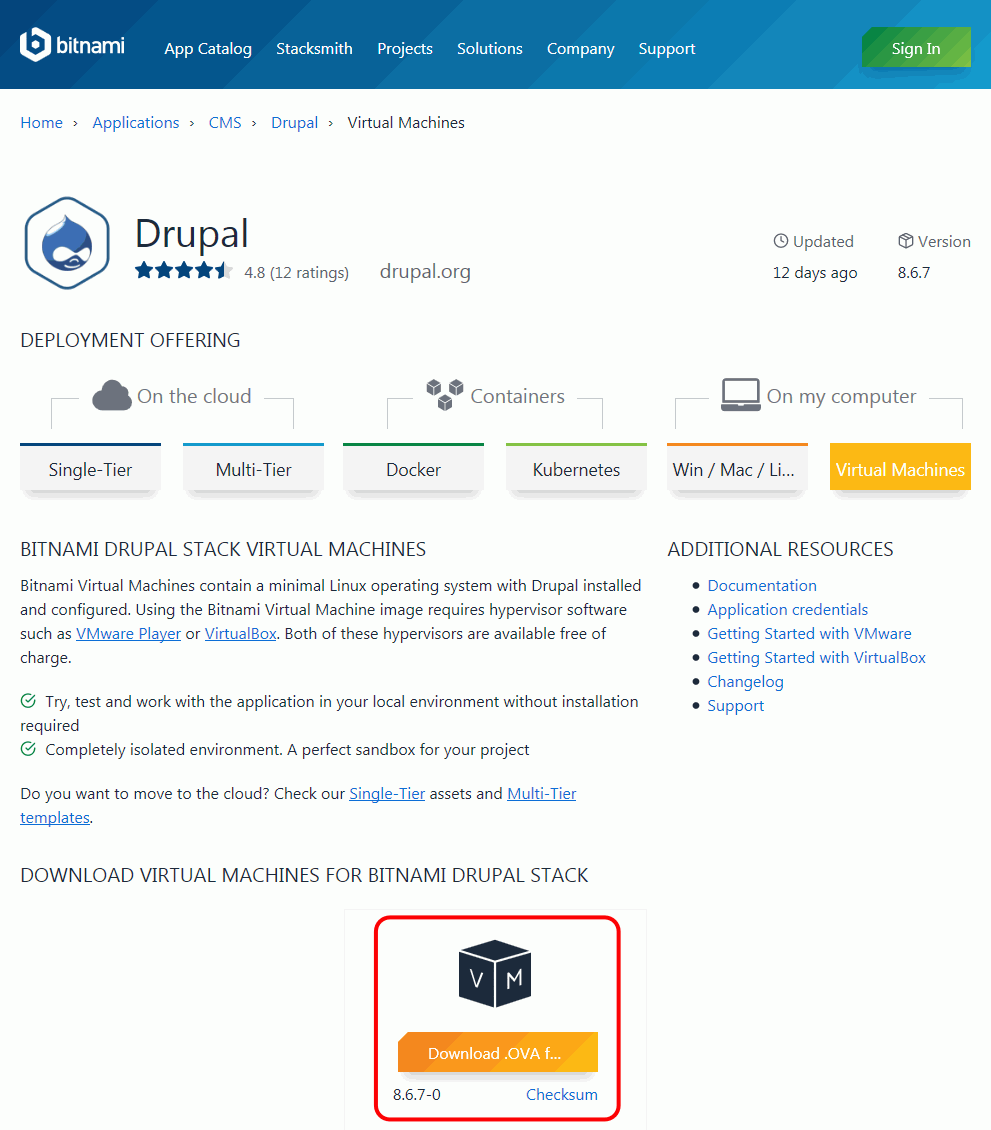 bitnami App Catalog Stacksmith Projects Solutions Company Support Sign In
Home › Applications › CMS › Drupal › Virtual Machines
Drupal
4.8 (12 ratings) drupal.org
Updated Version
12 days ago 8.6.7
DEPLOYMENT OFFERING
On the cloud Containers On my computer
Single-Tier Multi-Tier Docker Kubernetes Win / Mac / Li... Virtual Machines
BITNAMI DRUPAL STACK VIRTUAL MACHINES
Bitnami Virtual Machines contain a minimal Linux operating system with Drupal installed
and configured. Using the Bitnami Virtual Machine image requires hypervisor software
such as VMware Player or VirtualBox. Both of these hypervisors are available free of
charge.
Try, test and work with the application in your local environment without installation
required
Completely isolated environment. A perfect sandbox for your project
Do you want to move to the cloud? Check our Single-Tier assets and Multi-Tier
templates.
ADDITIONAL RESOURCES
Documentation
Application credentials
Getting Started with VMware
Getting Started with VirtualBox
Changelog
Support
DOWNLOAD VIRTUAL MACHINES FOR BITNAMI DRUPAL STACK
V M
Download .OVA f...
8.6.7-0 Checksum